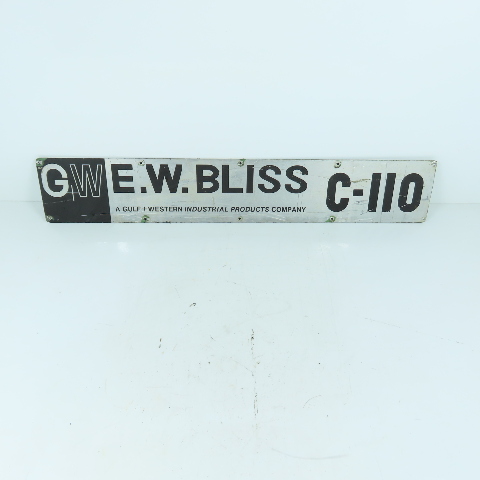 GW E.W. BLISS C-110
A GULF + WESTERN INDUSTRIAL PRODUCTS COMPANY